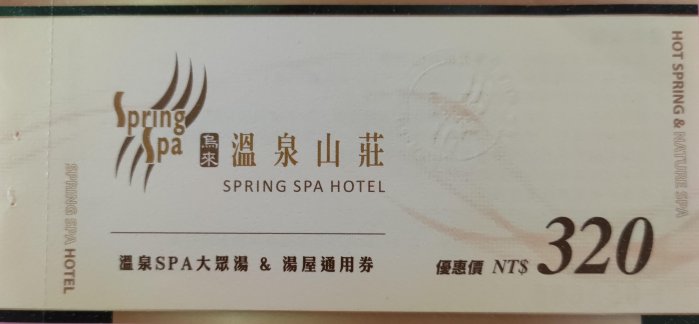 Spring
Spa
烏來
溫泉山莊
SPRING SPA HOTEL
溫泉SPA大眾湯 & 湯屋通用券
優惠價 NT$ 320
SPRING SPA HOTEL
HOT SPRING & NATURE SPA